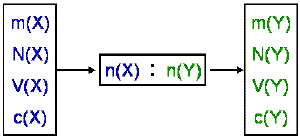 m(X)
N(X)
V(X)
c(X)
n(X) : n(Y)
m(Y)
N(Y)
V(Y)
c(Y)